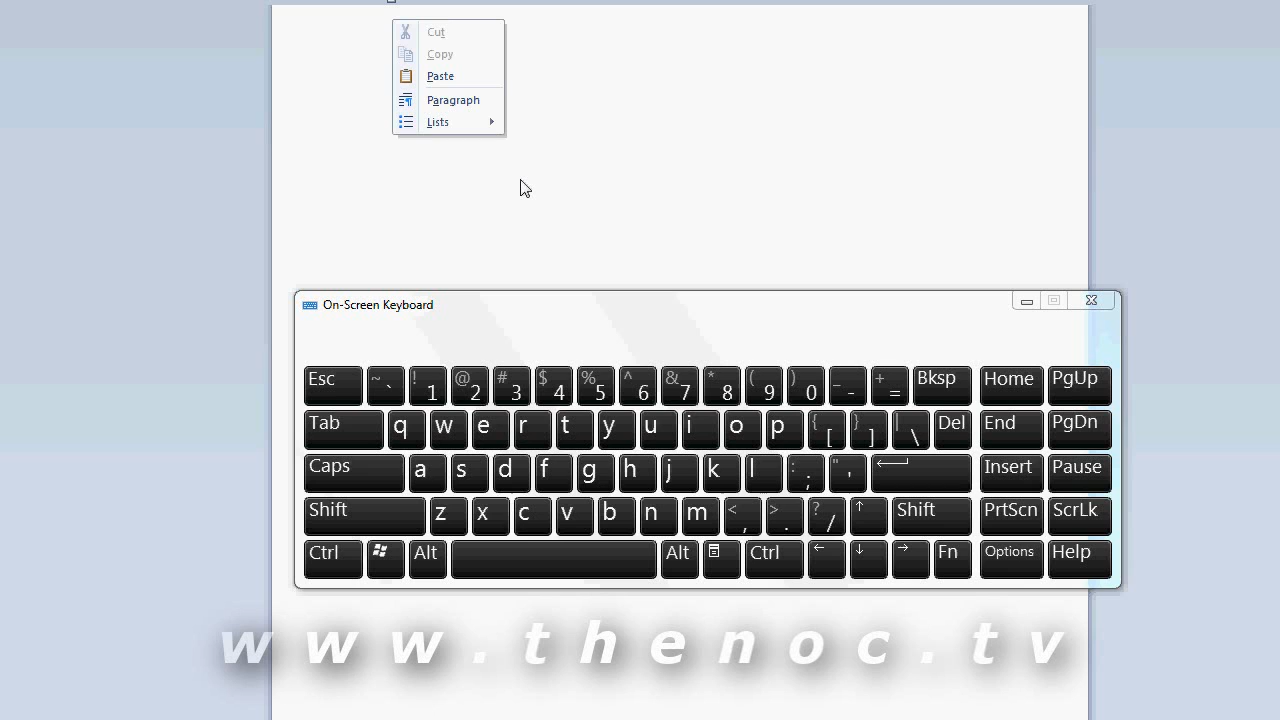 Cut
Copy
Paste
Paragraph
Lists
On-Screen Keyboard
Esc ~ ` ! 1 @ 2 # 3 $ 4 % 5 ^ 6 & 7 * 8 ( 9 ) 0 _ - + = Bksp Home PgUp
Tab q w e r t y u i o p { [ } ] | \ Del End PgDn
Caps a s d f g h j k l : ; " ' Insert Pause
Shift z x c v b n m < , > . ? / ↑ Shift PrtScn ScrLk
Ctrl Alt Alt Ctrl ← ↓ → Fn Options Help
www.thenoc.tv